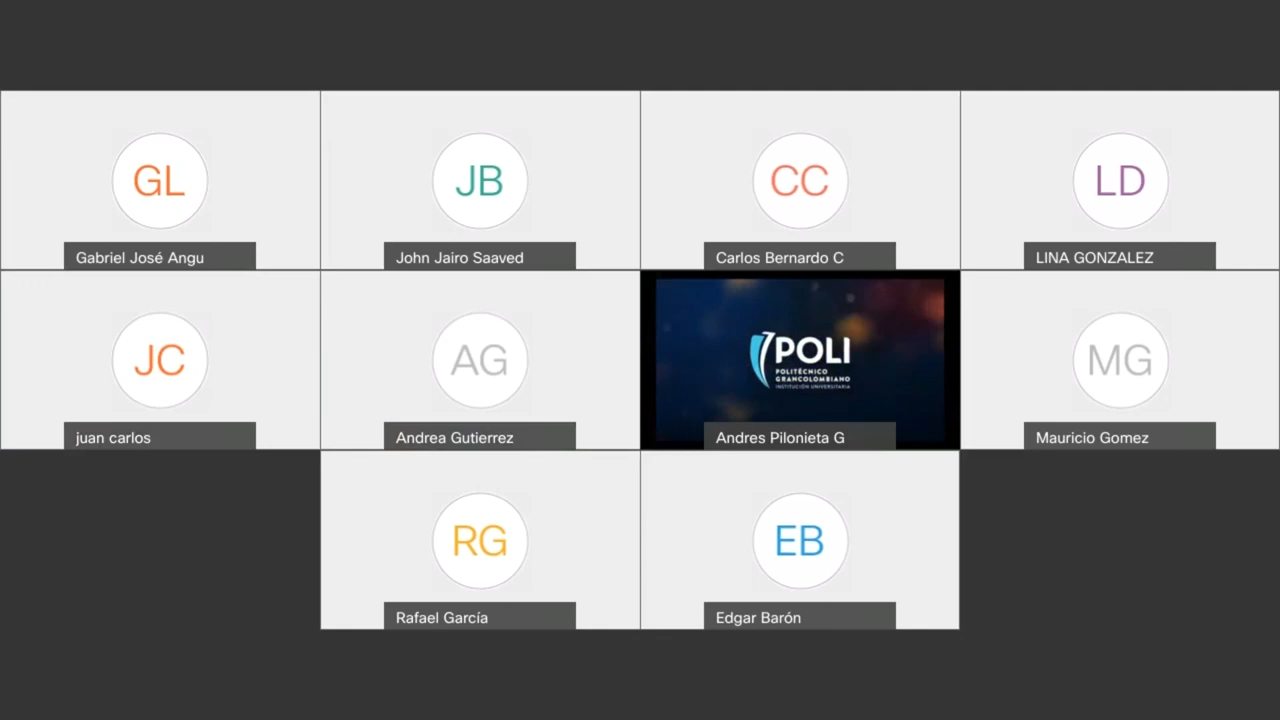 GL
JB
CC
LD
Gabriel José Angu
John Jairo Saaved
Carlos Bernardo C
LINA GONZALEZ
JC
AG
POLI
POLITÉCNICO
GRANCOLOMBIANO
INSTITUCIÓN UNIVERSITARIA
MG
juan carlos
Andrea Gutierrez
Andres Pilonieta G
Mauricio Gomez
RG
EB
Rafael García
Edgar Barón